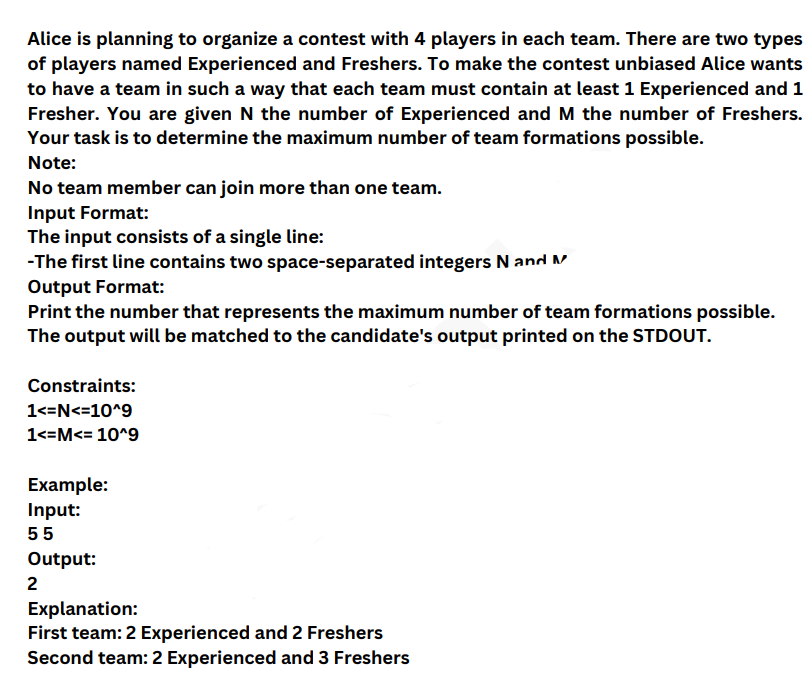 Alice is planning to organize a contest with 4 players in each team. There are two types
of players named Experienced and Freshers. To make the contest unbiased Alice wants
to have a team in such a way that each team must contain at least 1 Experienced and 1
Fresher. You are given N the number of Experienced and M the number of Freshers.
Your task is to determine the maximum number of team formations possible.
Note:
No team member can join more than one team.
Input Format:
The input consists of a single line:
-The first line contains two space-separated integers N and M
Output Format:
Print the number that represents the maximum number of team formations possible.
The output will be matched to the candidate's output printed on the STDOUT.
Constraints:
1<=N<=10^9
1<=M<= 10^9
Example:
Input:
5 5
Output:
2
Explanation:
First team: 2 Experienced and 2 Freshers
Second team: 2 Experienced and 3 Freshers